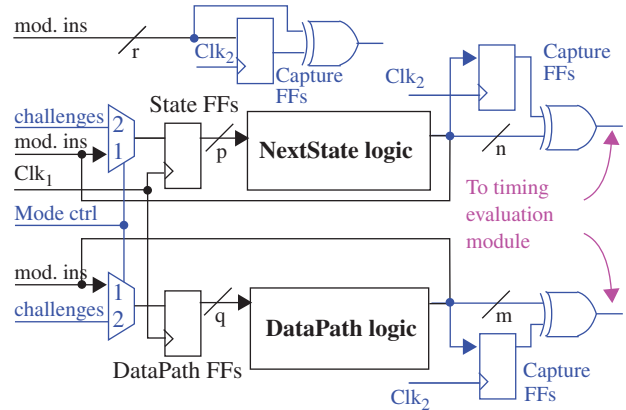 mod. ins
r
Clk2
Capture
FFs
Clk2
Capture
FFs
State FFs
challenges
2
mod. ins
1
p
NextState logic
n
Clk1
Mode ctrl
To timing
evaluation
module
mod. ins
1
challenges
2
q
DataPath logic
m
DataPath FFs
Clk2
Capture
FFs